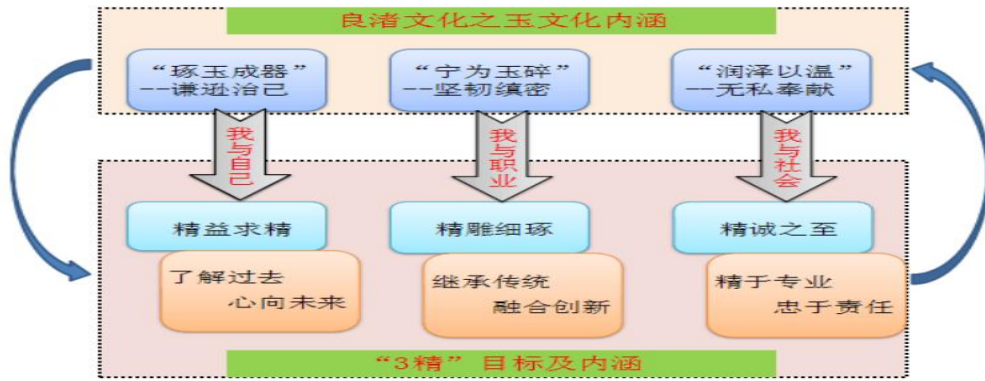 良渚文化之玉文化内涵
“琢玉成器”
--谦逊治己
“宁为玉碎”
--坚韧缜密
“润泽以温”
--无私奉献
我与自己
我与职业
我与社会
精益求精
精雕细琢
精诚之至
了解过去
心向未来
继承传统
融合创新
精于专业
忠于责任
“3精”目标及内涵